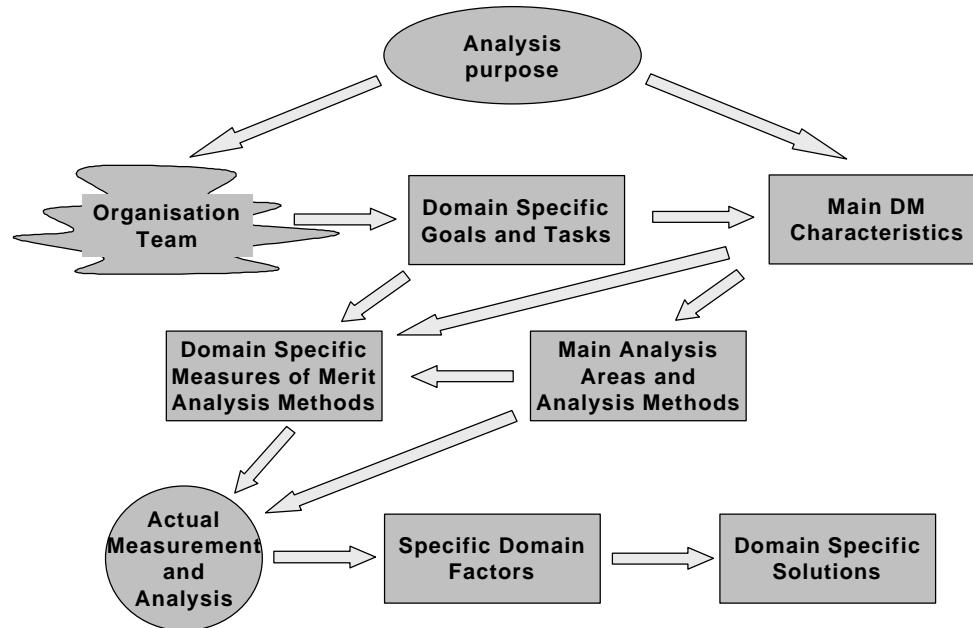 Analysis
purpose
Organisation
Team
Domain Specific
Goals and Tasks
Main DM
Characteristics
Domain Specific
Measures of Merit
Analysis Methods
Main Analysis
Areas and
Analysis Methods
Actual
Measurement
and
Analysis
Specific Domain
Factors
Domain Specific
Solutions